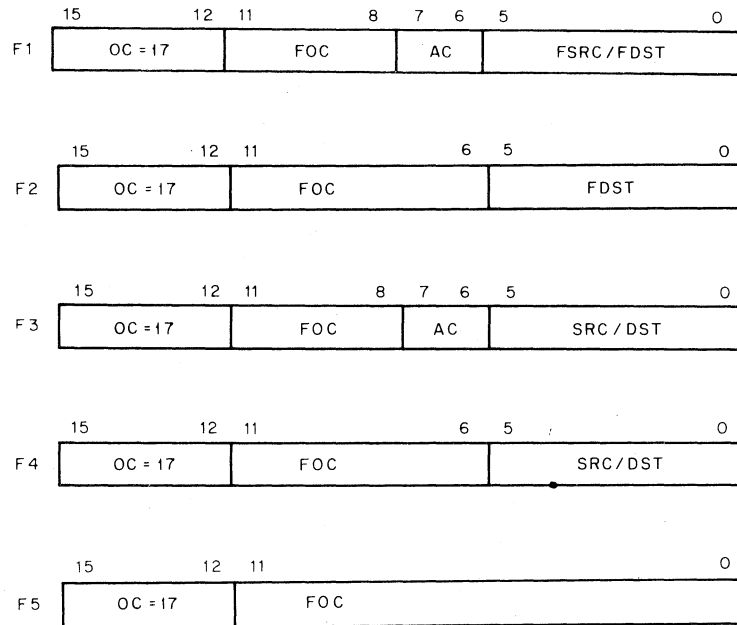 15 12 11 8 7 6 5 0
F1 OC=17 FOC AC FSRC/FDST
15 12 11 6 5 0
F2 OC=17 FOC FDST
15 12 11 8 7 6 5 0
F3 OC=17 FOC AC SRC/DST
15 12 11 6 5 0
F4 OC=17 FOC SRC/DST
15 12 11 0
F5 OC=17 FOC